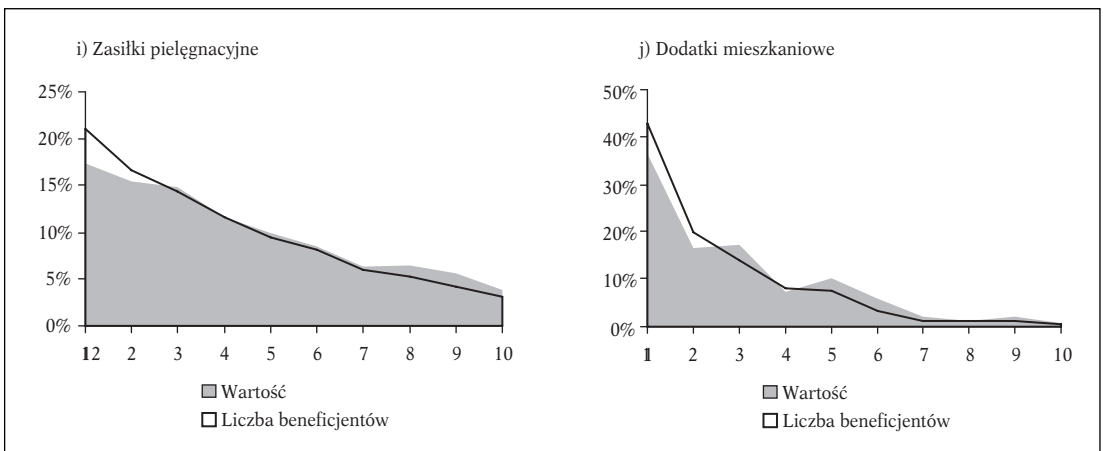 i) Zasiłki pielęgnacyjne
25%
20%
15%
10%
5%
0%
12 2 3 4 5 6 7 8 9 10
Wartość
Liczba beneficjentów
j) Dodatki mieszkaniowe
50%
40%
30%
20%
10%
0%
1 2 3 4 5 6 7 8 9 10
Wartość
Liczba beneficjentów